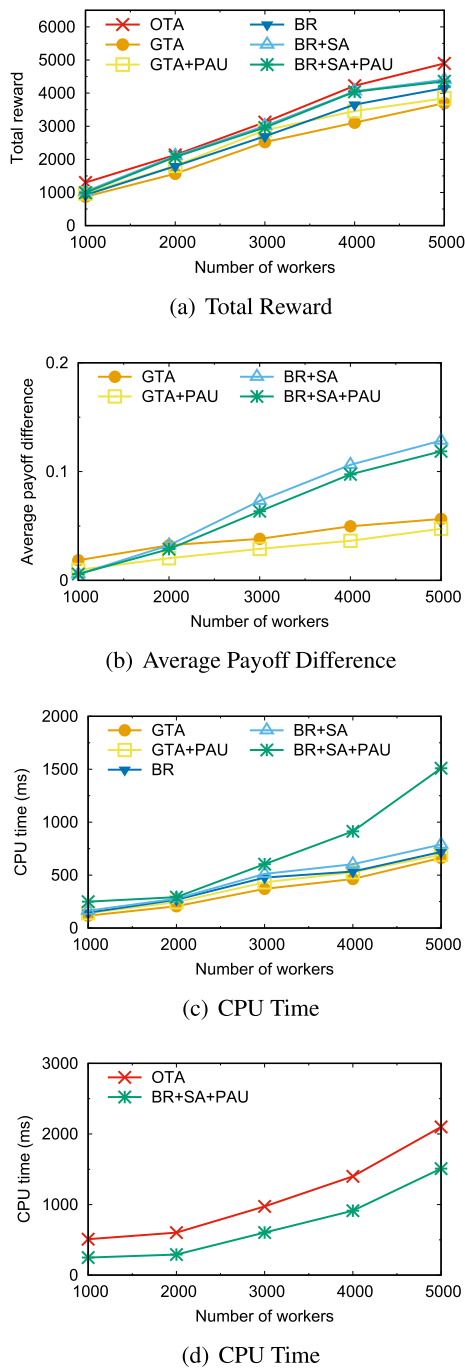 OTA BR
GTA BR+SA
GTA+PAU BR+SA+PAU
Total reward
6000
5000
4000
3000
2000
1000
0
1000 2000 3000 4000 5000
Number of workers
(a) Total Reward
GTA BR+SA
GTA+PAU BR+SA+PAU
Average payoff difference
0.2
0.1
0
1000 2000 3000 4000 5000
Number of workers
(b) Average Payoff Difference
GTA BR+SA
GTA+PAU BR+SA+PAU
BR
CPU time (ms)
2000
1500
1000
500
0
1000 2000 3000 4000 5000
Number of workers
(c) CPU Time
OTA
BR+SA+PAU
CPU time (ms)
3000
2000
1000
0
1000 2000 3000 4000 5000
Number of workers
(d) CPU Time